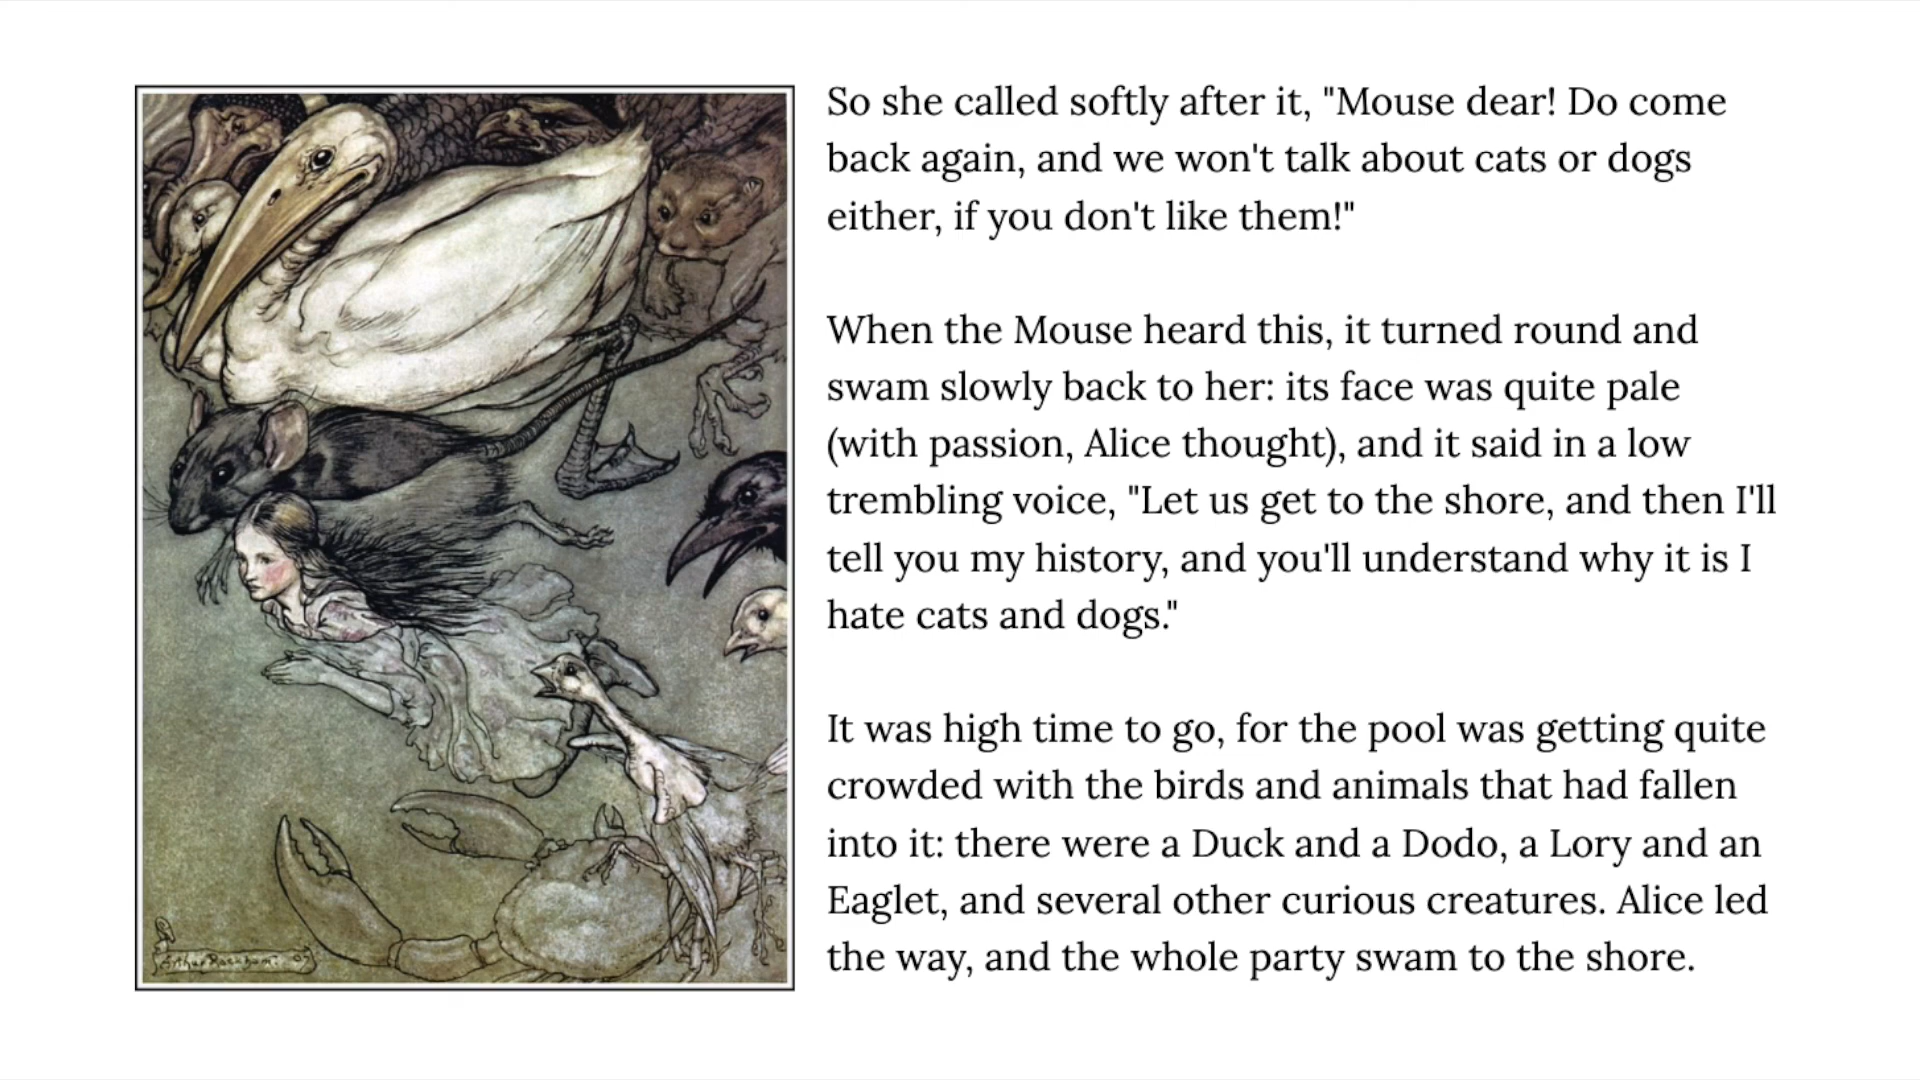 So she called softly after it, "Mouse dear! Do come
back again, and we won't talk about cats or dogs
either, if you don't like them!"
When the Mouse heard this, it turned round and
swam slowly back to her: its face was quite pale
(with passion, Alice thought), and it said in a low
trembling voice, "Let us get to the shore, and then I'll
tell you my history, and you'll understand why it is I
hate cats and dogs."
It was high time to go, for the pool was getting quite
crowded with the birds and animals that had fallen
into it: there were a Duck and a Dodo, a Lory and an
Eaglet, and several other curious creatures. Alice led
the way, and the whole party swam to the shore.
Arthur Rackham